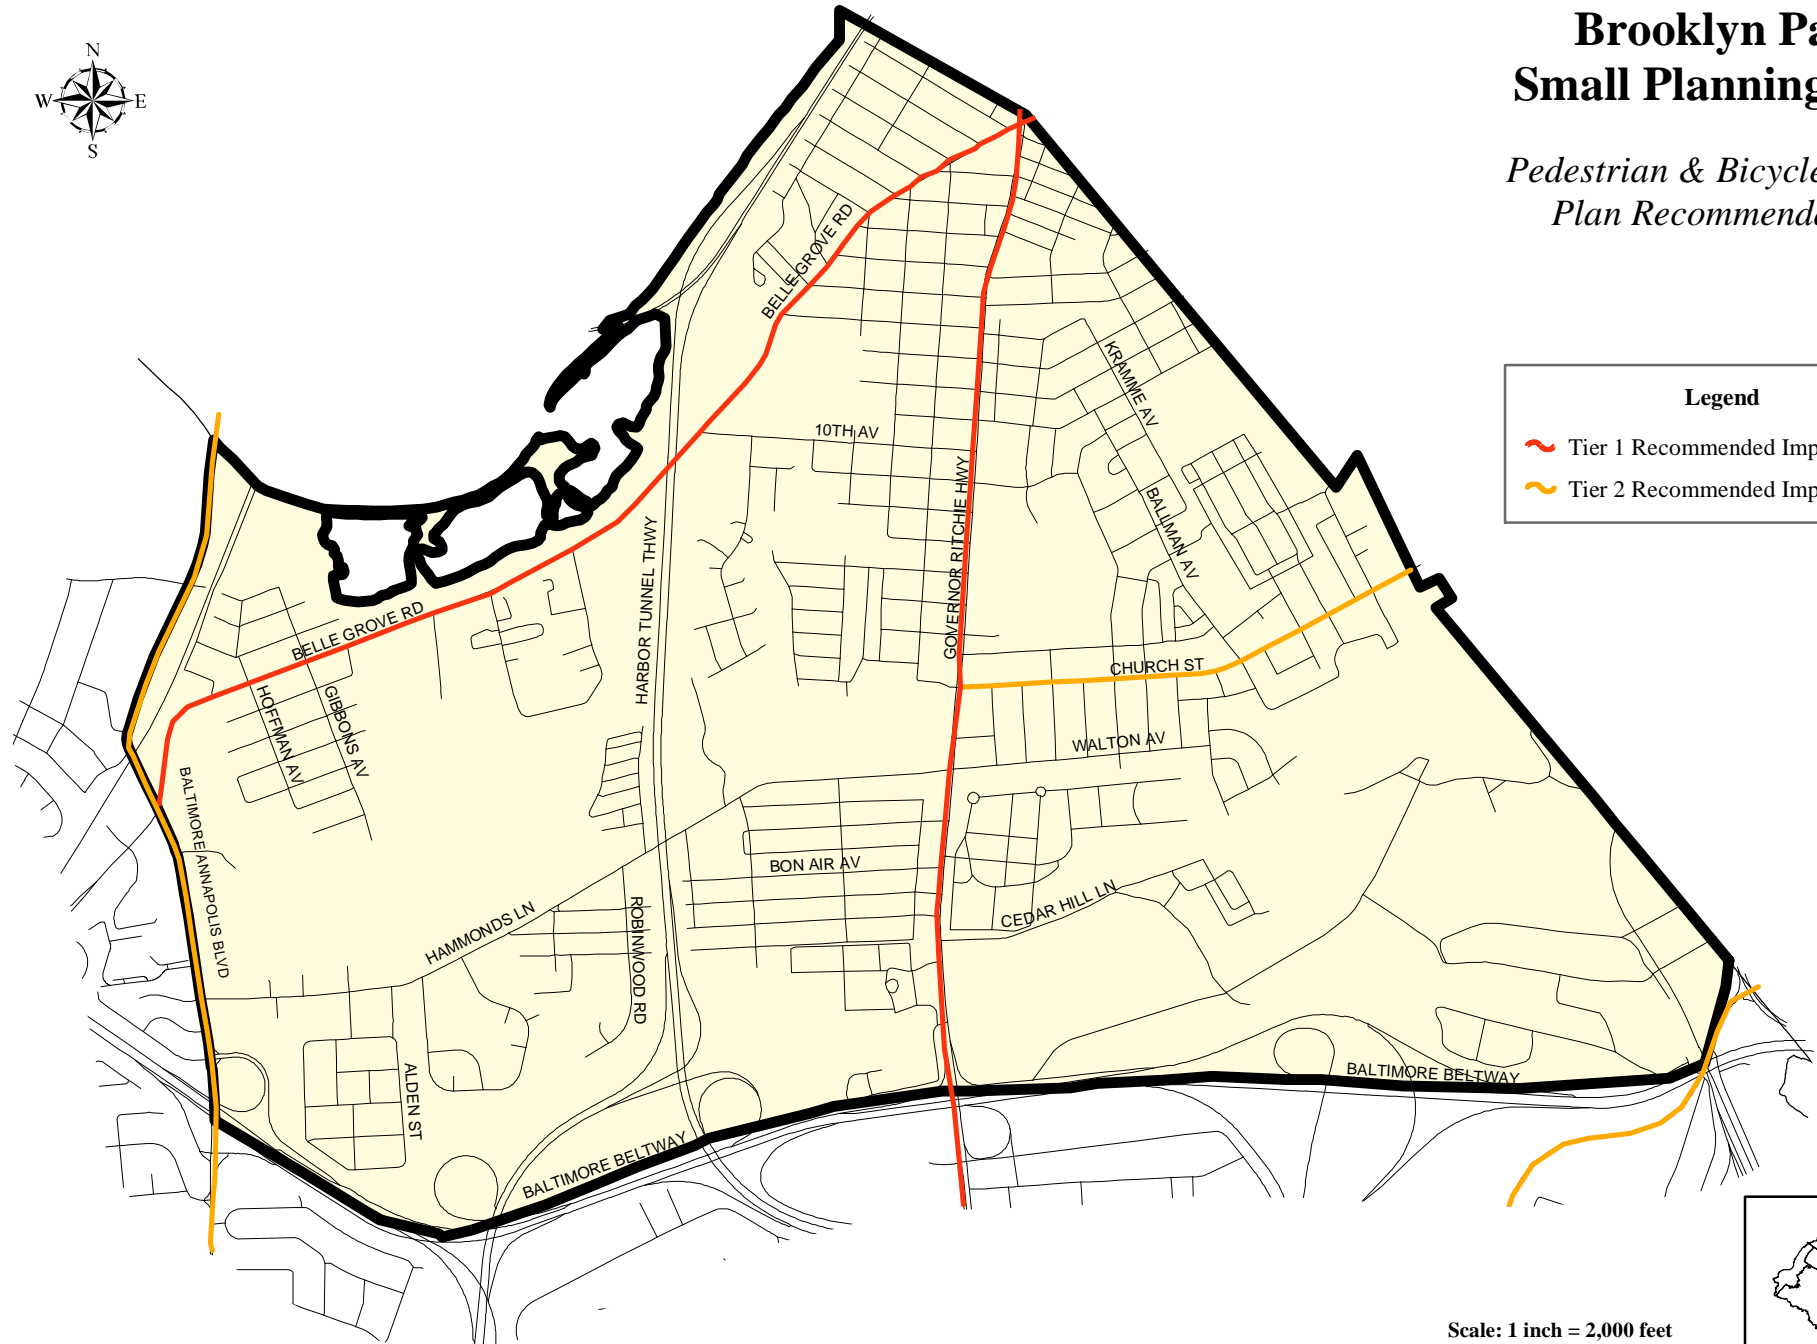 Brooklyn Pa
Small Planning
Pedestrian & Bicycle
Plan Recommenda
N
W E
S
Legend
Tier 1 Recommended Imp
Tier 2 Recommended Imp
BELLE GROVE RD
KRAMME AV
10TH AV
GOVERNOR RITCHIE HWY
BALLMAN AV
HARBOR TUNNEL THWY
BELLE GROVE RD
CHURCH ST
HOFFMAN AV
GIBBONS AV
WALTON AV
BALTIMORE ANNAPOLIS BLVD
BON AIR AV
CEDAR HILL LN
HAMMONDS LN
ROBINWOOD RD
ALDEN ST
BALTIMORE BELTWAY
BALTIMORE BELTWAY
Scale: 1 inch = 2,000 feet